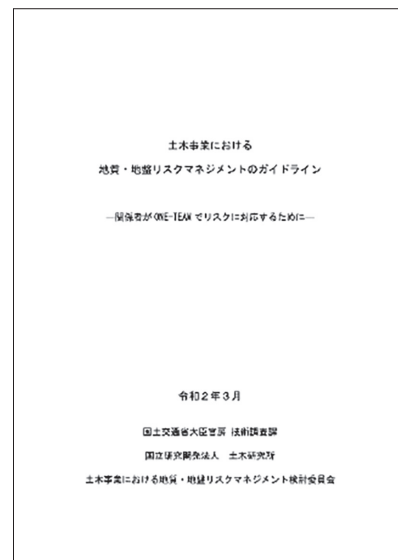 土木事業における
地質・地盤リスクマネジメントのガイドライン
―関係者がONE-TEAMでリスクに対応するために―
令和2年3月
国土交通省大臣官房 技術調査課
国立研究開発法人 土木研究所
土木事業における地質・地盤リスクマネジメント検討委員会